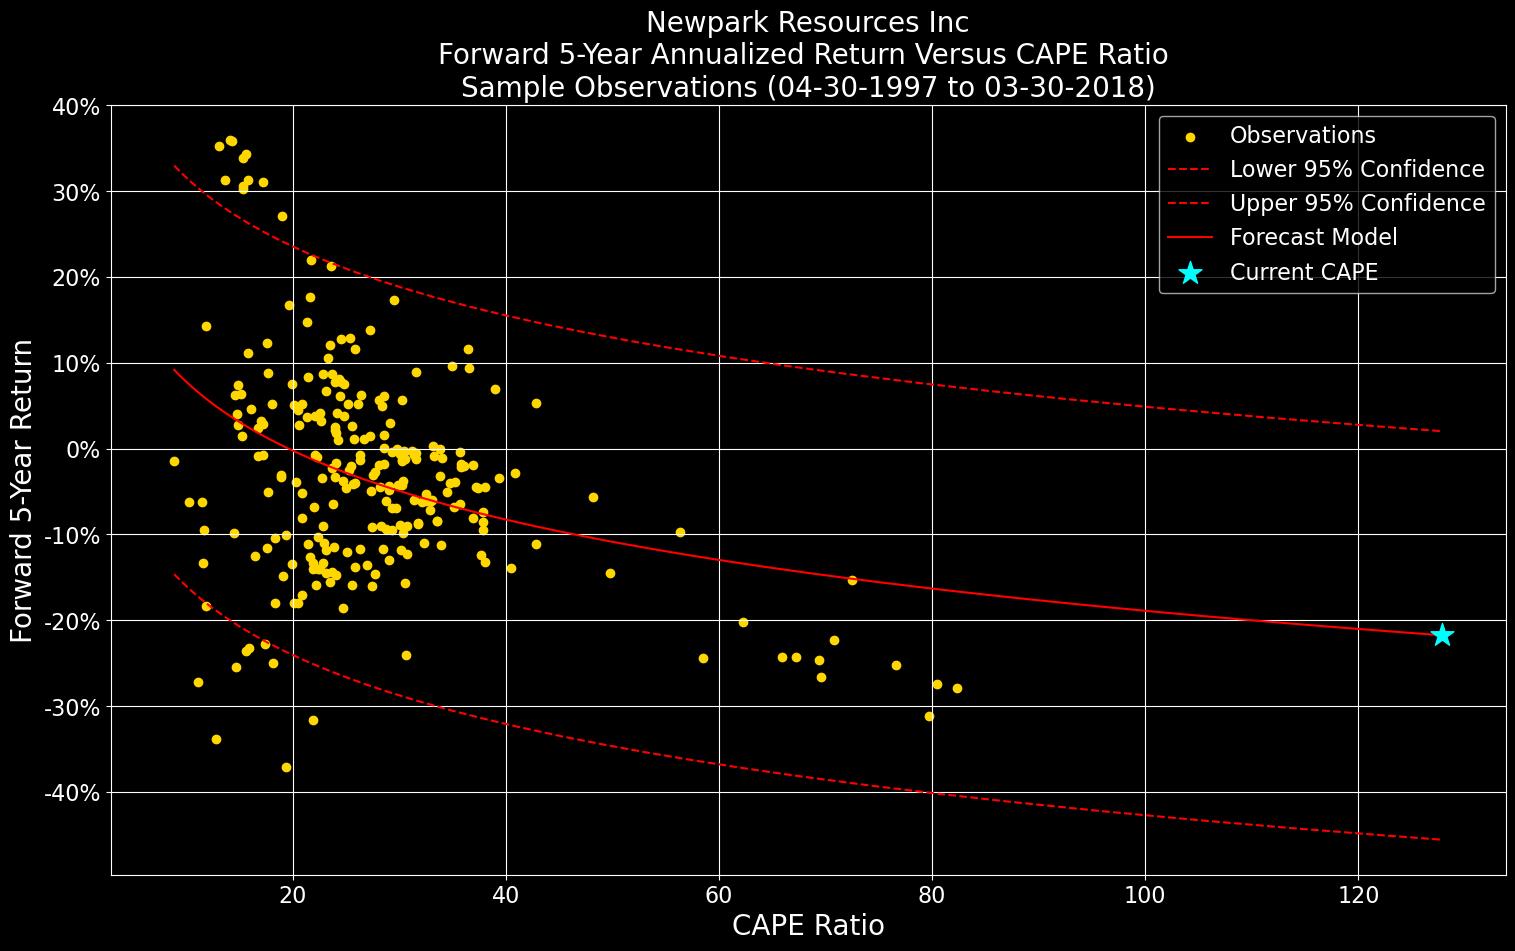 Newpark Resources Inc
Forward 5-Year Annualized Return Versus CAPE Ratio
Sample Observations (04-30-1997 to 03-30-2018)
Forward 5-Year Return
40%
30%
20%
10%
0%
-10%
-20%
-30%
-40%
Observations
Lower 95% Confidence
Upper 95% Confidence
Forecast Model
Current CAPE
20 40 60 80 100 120
CAPE Ratio